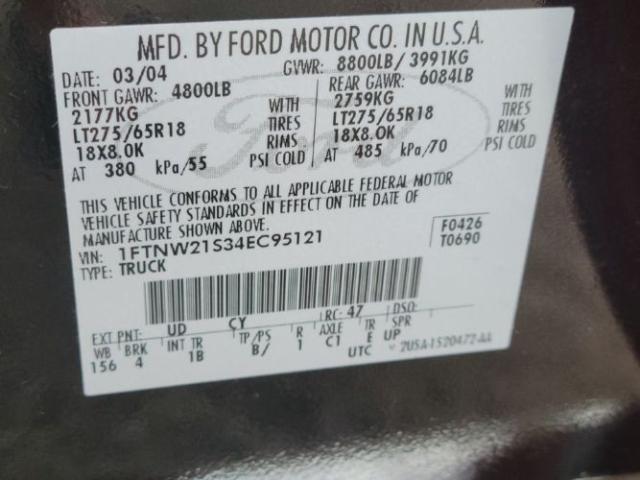 MFD. BY FORD MOTOR CO. IN U.S.A.
DATE: 03/04 GVWR: 8800LB/ 3991KG
FRONT GAWR: 4800LB REAR GAWR: 6084LB
2177KG WITH 2759KG WITH
LT275/65R18 TIRES LT275/65R18 TIRES
18X8.0K RIMS 18X8.0K RIMS
AT 380 kPa/55 PSI COLD AT 485 kPa/70 PSI COLD
Ford
THIS VEHICLE CONFORMS TO ALL APPLICABLE FEDERAL MOTOR
VEHICLE SAFETY STANDARDS IN EFFECT ON THE DATE OF
MANUFACTURE SHOWN ABOVE.
VIN: 1FTNW21S34EC95121 F0426
TYPE: TRUCK T0690
EXT PNT: UD CY RC: 47 DSO:
WB BRK INT TR TP/PS R AXLE TR SPR
156 4 1B B/ 1 C1 E UP
UTC 2U5A-1520472-AA